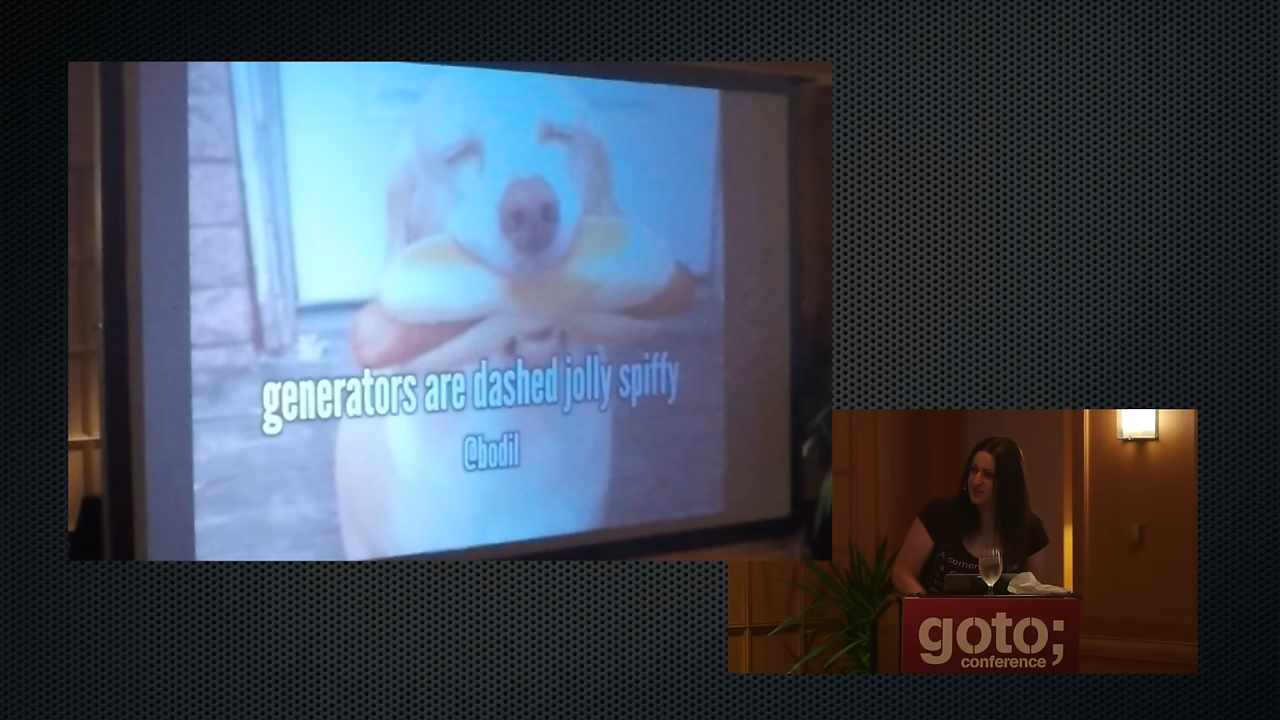 generators are dashed jolly spiffy
@bodil
goto;
conference